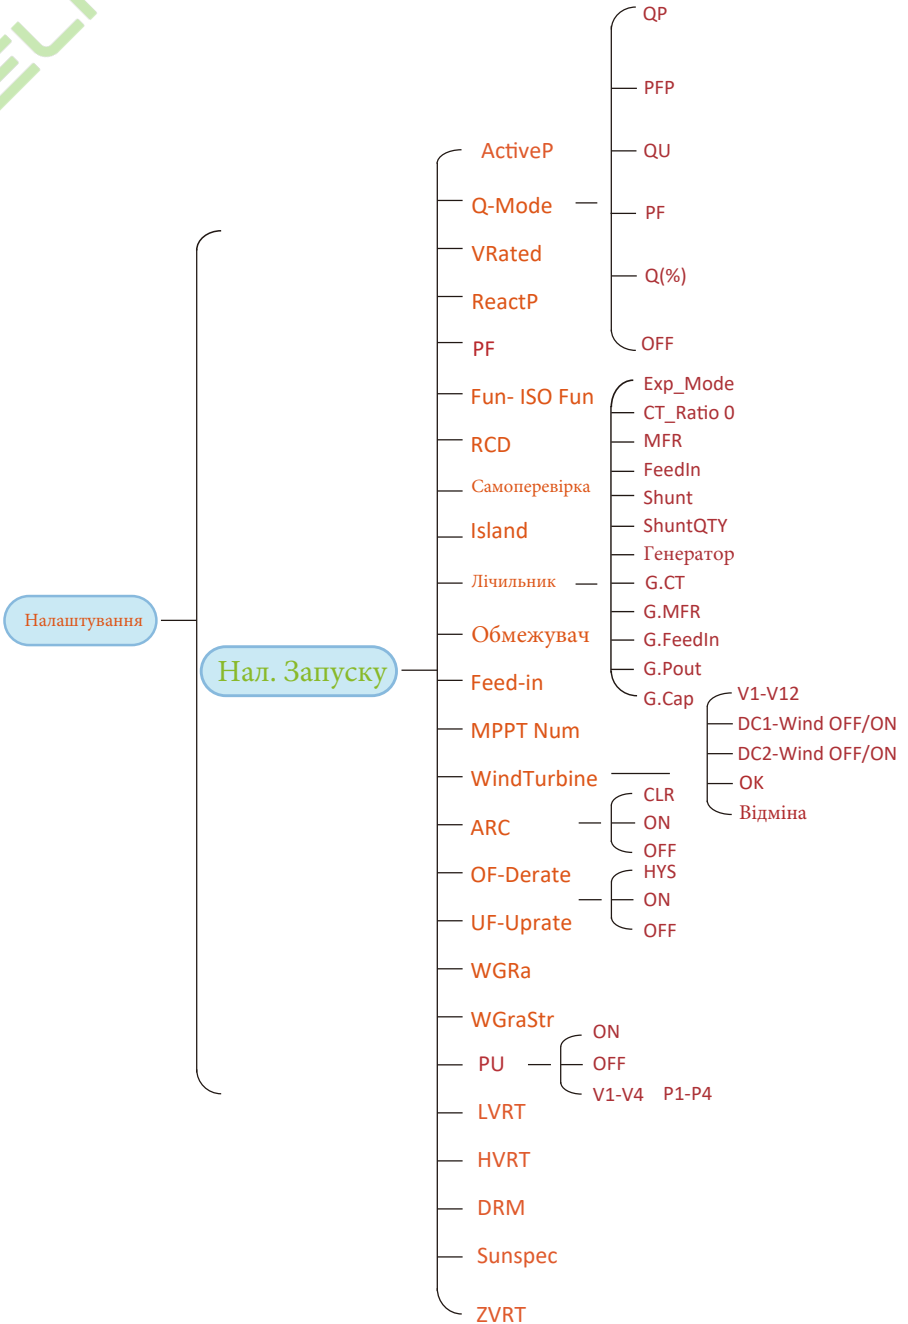 Налаштування
Нал. Запуску
ActiveP
Q-Mode
QP
PFP
QU
PF
Q(%)
OFF
VRated
ReactP
PF
Fun- ISO Fun
RCD
Самоперевірка
Island
Лічильник
Exp_Mode
CT_Ratio 0
MFR
FeedIn
Shunt
ShuntQTY
Генератор
G.CT
G.MFR
G.FeedIn
G.Pout
G.Cap
Обмежувач
Feed-in
MPPT Num
WindTurbine
V1-V12
DC1-Wind OFF/ON
DC2-Wind OFF/ON
OK
Відміна
ARC
CLR
ON
OFF
OF-Derate
UF-Uprate
HYS
ON
OFF
WGRa
WGraStr
PU
ON
OFF
V1-V4 P1-P4
LVRT
HVRT
DRM
Sunspec
ZVRT